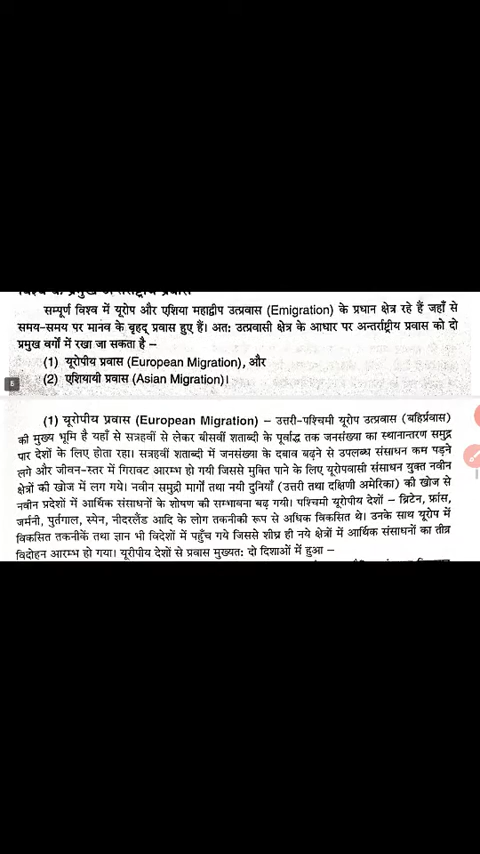 विश्व के प्रमुख अन्तर्राष्ट्रीय प्रवास
सम्पूर्ण विश्व में यूरोप और एशिया महाद्वीप उत्प्रवास (Emigration) के प्रधान क्षेत्र रहे हैं जहाँ से
समय-समय पर मानव के बृहद् प्रवास हुए हैं। अतः उत्प्रवासी क्षेत्र के आधार पर अन्तर्राष्ट्रीय प्रवास को दो
प्रमुख वर्गों में रखा जा सकता है –
(1) यूरोपीय प्रवास (European Migration), और
(2) एशियायी प्रवास (Asian Migration)।
(1) यूरोपीय प्रवास (European Migration) – उत्तरी-पश्चिमी यूरोप उत्प्रवास (बहिर्प्रवास)
की मुख्य भूमि है यहाँ से सत्रहवीं से लेकर बीसवीं शताब्दी के पूर्वाद्ध तक जनसंख्या का स्थानान्तरण समुद्र
पार देशों के लिए होता रहा। सत्रहवीं शताब्दी में जनसंख्या के दबाव बढ़ने से उपलब्ध संसाधन कम पड़ने
लगे और जीवन-स्तर में गिरावट आरम्भ हो गयी जिससे मुक्ति पाने के लिए यूरोपवासी संसाधन युक्त नवीन
क्षेत्रों की खोज में लग गये। नवीन समुद्री मार्गों तथा नयी दुनियाँ (उत्तरी तथा दक्षिणी अमेरिका) की खोज से
नवीन प्रदेशों में आर्थिक संसाधनों के शोषण की सम्भावना बढ़ गयी। पश्चिमी यूरोपीय देशों – ब्रिटेन, फ्रांस,
जर्मनी, पुर्तगाल, स्पेन, नीदरलैंड आदि के लोग तकनीकी रूप से अधिक विकसित थे। उनके साथ यूरोप में
विकसित तकनीकें तथा ज्ञान भी विदेशों में पहुँच गये जिससे शीघ्र ही नये क्षेत्रों में आर्थिक संसाधनों का तीव्र
विदोहन आरम्भ हो गया। यूरीपीय देशों से प्रवास मुख्यतः दो दिशाओं में हुआ –